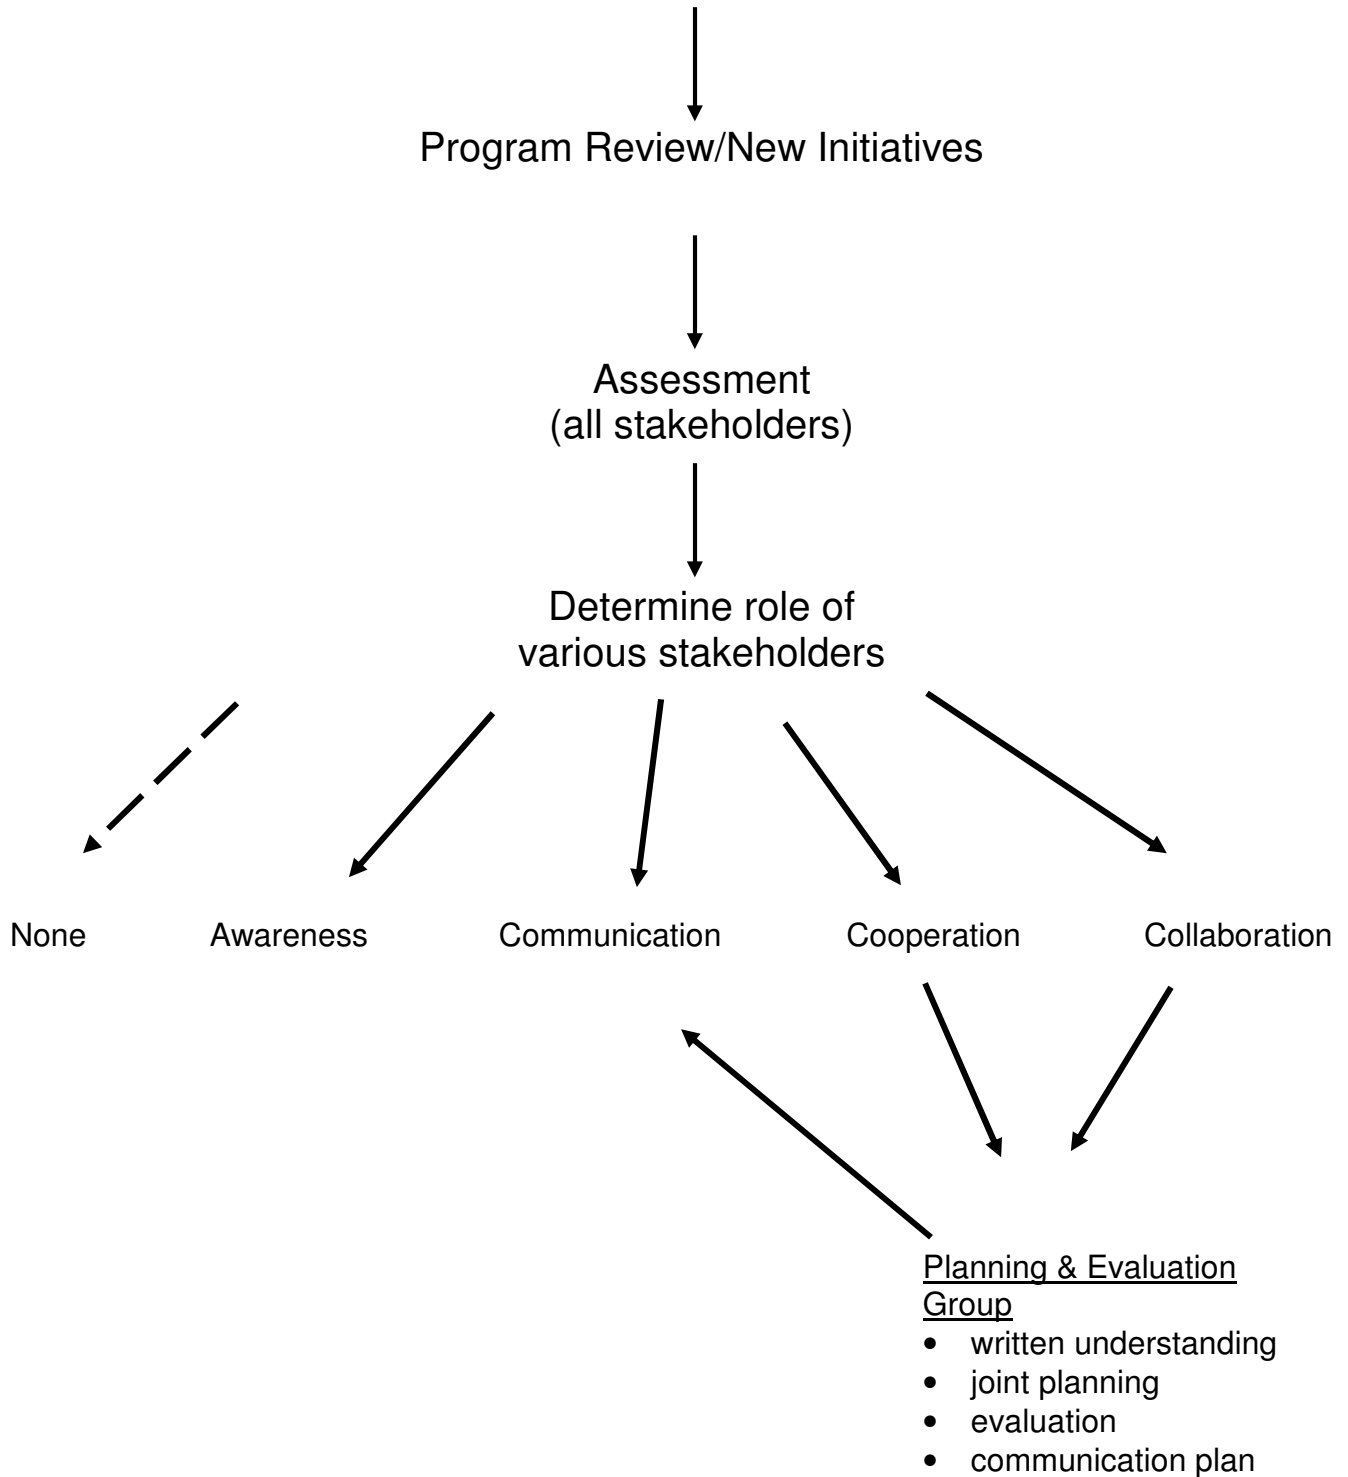 Program Review/New Initiatives
Assessment
(all stakeholders)
Determine role of
various stakeholders
None Awareness Communication Cooperation Collaboration
Planning & Evaluation
Group
• written understanding
• joint planning
• evaluation
• communication plan